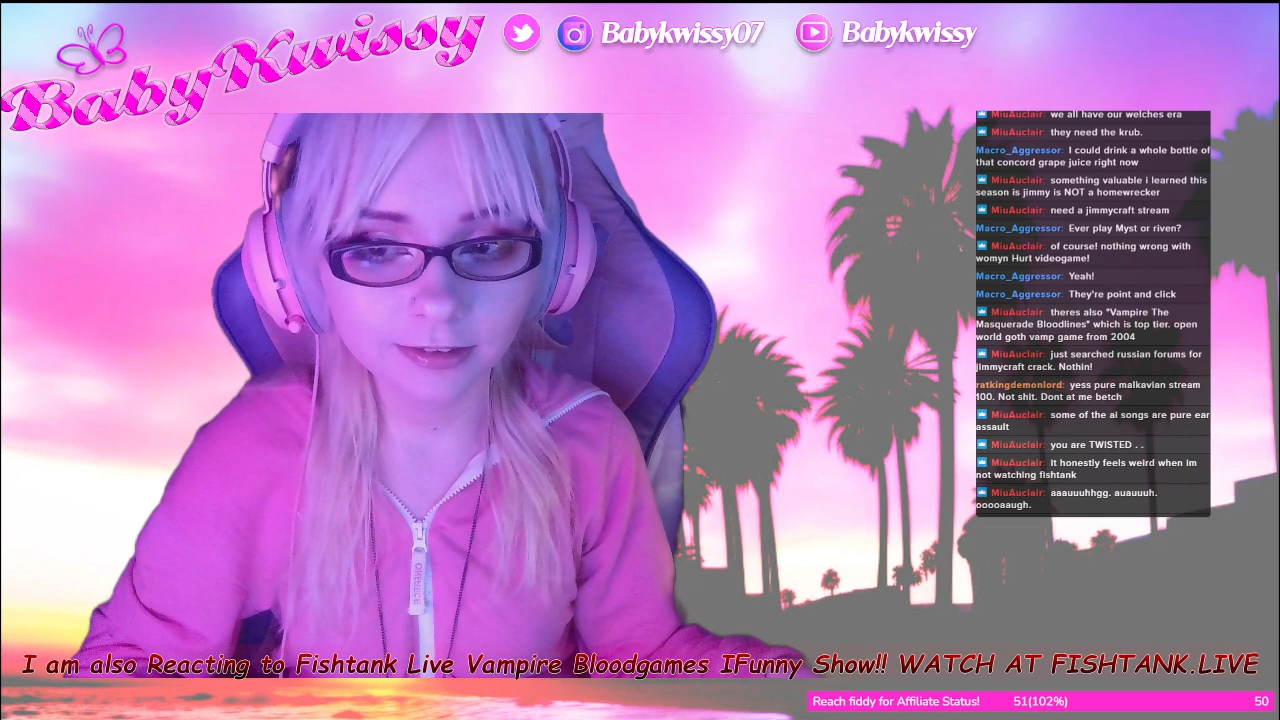 BabyKwissy
Babykwissy07
Babykwissy
MiuAuclair: we all have our welches era
MiuAuclair: they need the krub.
Macro_Aggressor: I could drink a whole bottle of
that concord grape juice right now
MiuAuclair: something valuable i learned this
season is jimmy is NOT a homewrecker
MiuAuclair: need a jimmycraft stream
Macro_Aggressor: Ever play Myst or riven?
MiuAuclair: of course! nothing wrong with
womyn Hurt videogame!
Macro_Aggressor: Yeah!
Macro_Aggressor: They're point and click
MiuAuclair: theres also "Vampire The
Masquerade Bloodlines" which is top tier. open
world goth vamp game from 2004
MiuAuclair: just searched russian forums for
jimmycraft crack. Nothin!
ratkingdemonlord: yess pure malkavian stream
100. Not shit. Dont at me betch
MiuAuclair: some of the ai songs are pure ear
assault
MiuAuclair: you are TWISTED . .
MiuAuclair: it honestly feels weird when im
not watching fishtank
MiuAuclair: aaauuuhhgg. auauuuh.
ooooaaugh.
I am also Reacting to Fishtank Live Vampire Bloodgames IFunny Show!! WATCH AT FISHTANK.LIVE
Reach fiddy for Affiliate Status! 51(102%) 50